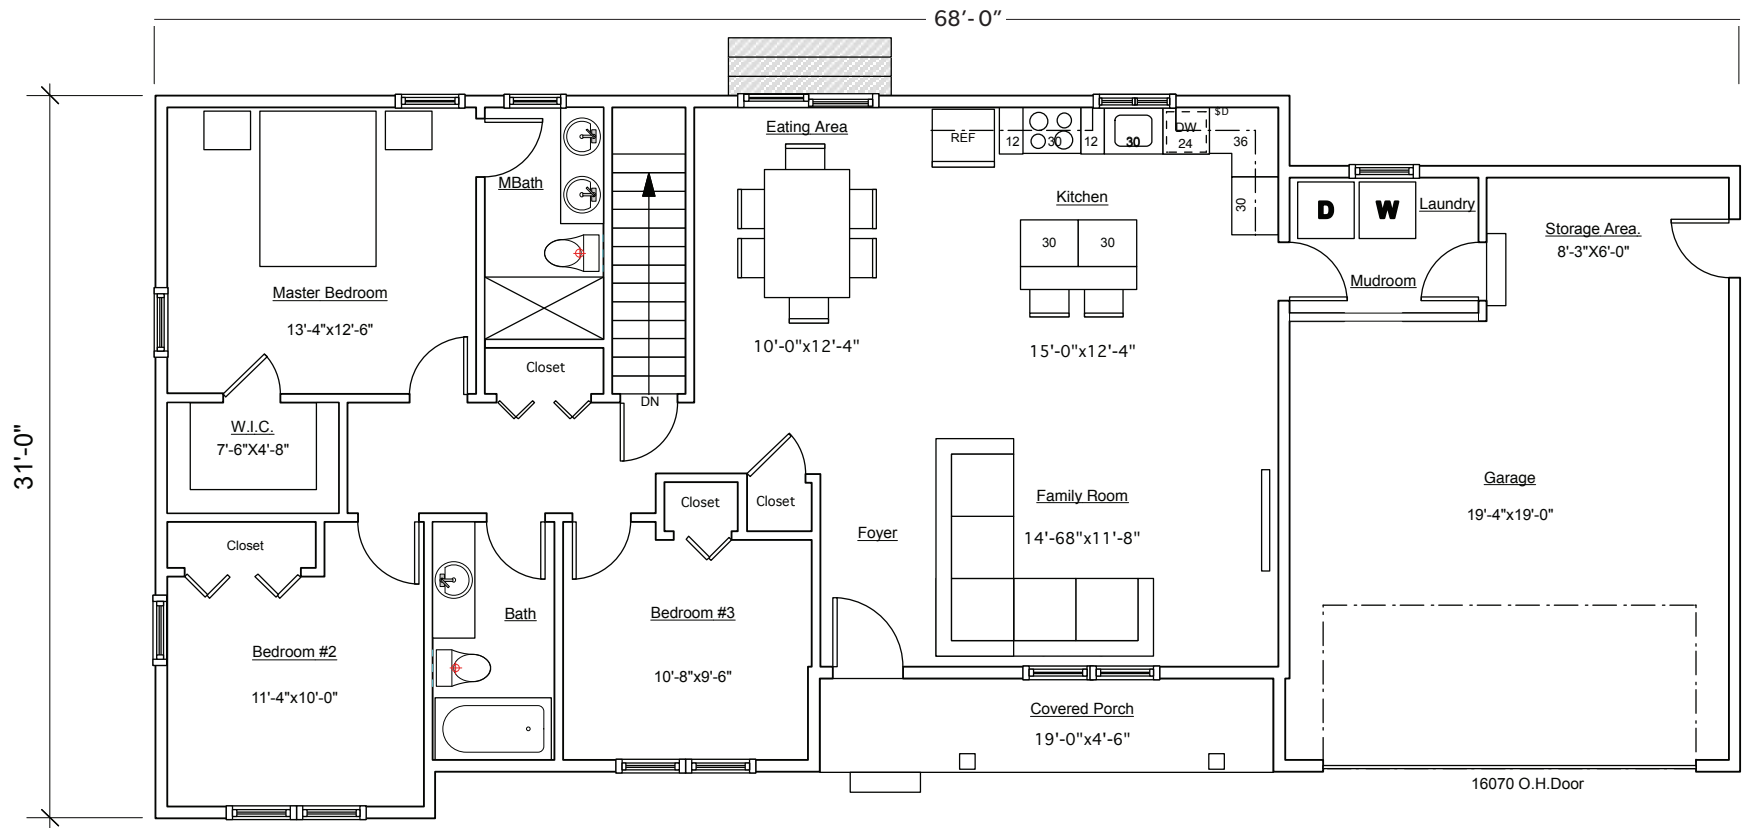 68'-0"
31'-0"
Eating Area
REF
12
30
12
30
DW
24
$D
36
30
MBath
Kitchen
30
30
D
W
Laundry
Storage Area.
8'-3"X6'-0"
Mudroom
Master Bedroom
13'-4"x12'-6"
10'-0"x12'-4"
15'-0"x12'-4"
Closet
DN
W.I.C.
7'-6"X4'-8"
Closet
Closet
Family Room
14'-68"x11'-8"
Garage
19'-4"x19'-0"
Foyer
Closet
Bath
Bedroom #3
10'-8"x9'-6"
Bedroom #2
11'-4"x10'-0"
Covered Porch
19'-0"x4'-6"
16070 O.H.Door